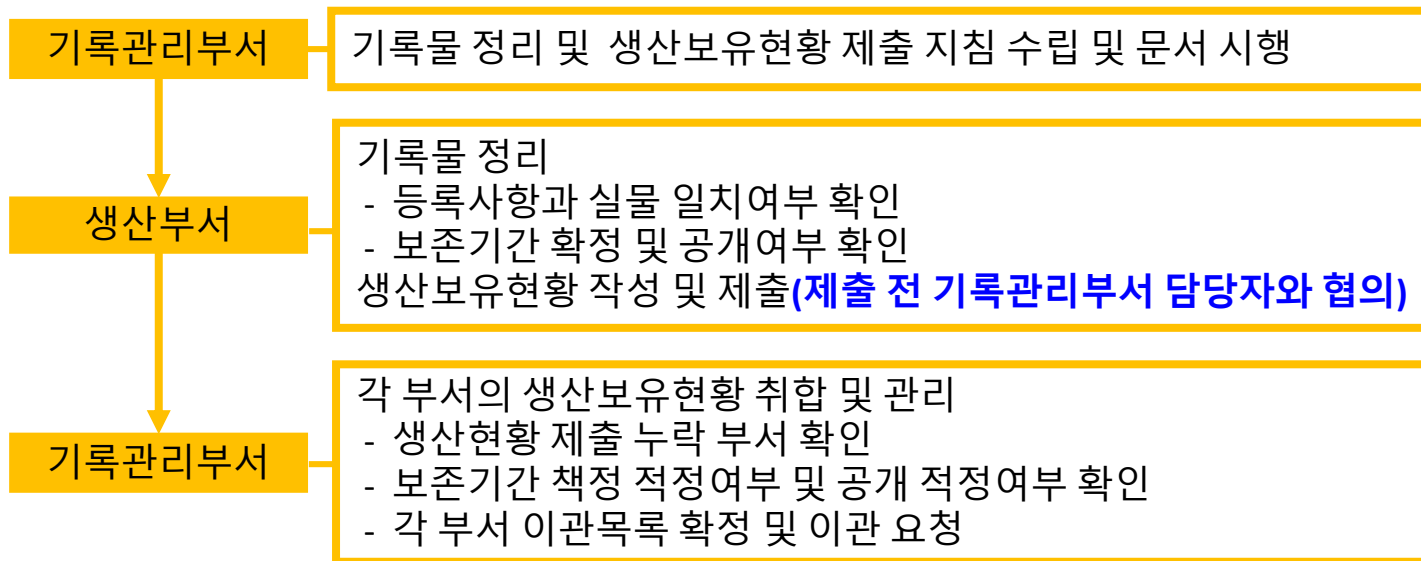 기록관리부서
기록물 정리 및 생산보유현황 제출 지침 수립 및 문서 시행
생산부서
기록물 정리
- 등록사항과 실물 일치여부 확인
- 보존기간 확정 및 공개여부 확인
생산보유현황 작성 및 제출(제출 전 기록관리부서 담당자와 협의)
기록관리부서
각 부서의 생산보유현황 취합 및 관리
- 생산현황 제출 누락 부서 확인
- 보존기간 책정 적정여부 및 공개 적정여부 확인
- 각 부서 이관목록 확정 및 이관 요청